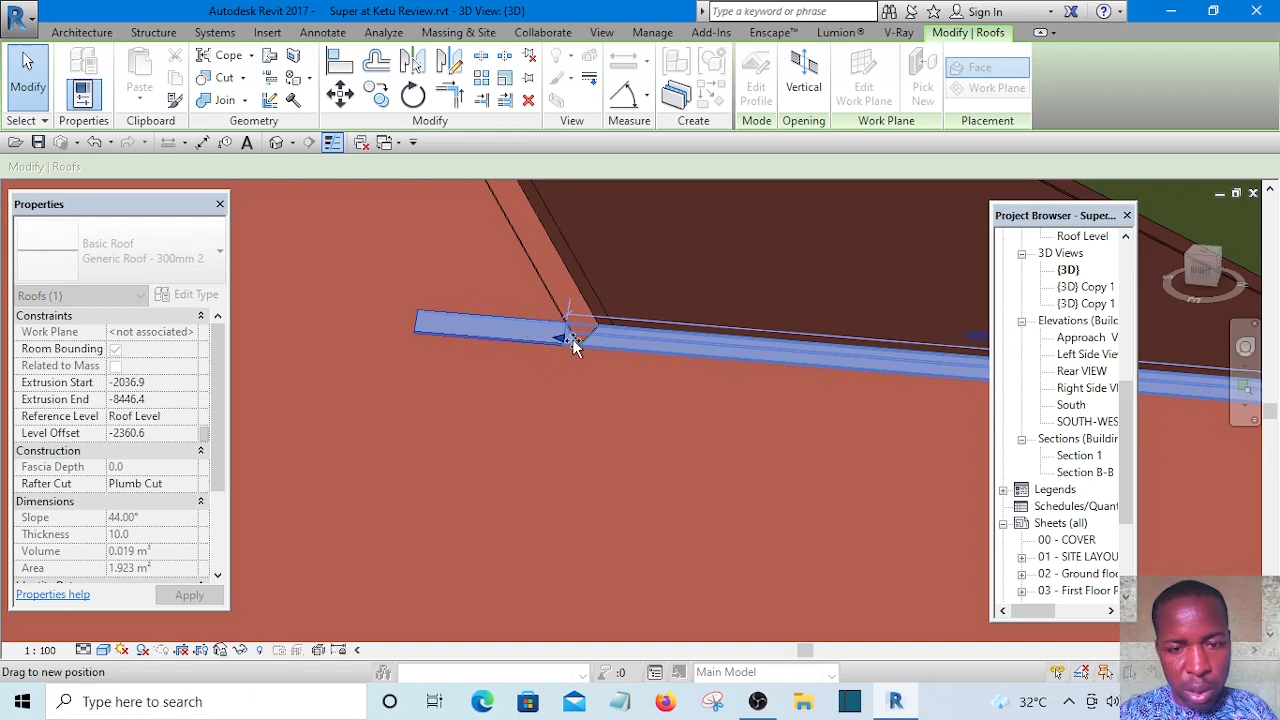 Autodesk Revit 2017 - Super at Ketu Review.rvt - 3D View: {3D}
Type a keyword or phrase
Sign In
Architecture Structure Systems Insert Annotate Analyze Massing & Site Collaborate View Manage Add-Ins Enscape™ Lumion® V-Ray Modify | Roofs
Modify
Paste
Cope
Cut
Join
Edit Profile
Vertical
Edit Work Plane
Pick New
Face
Work Plane
Select Properties Clipboard Geometry Modify View Measure Create Mode Opening Work Plane Placement
Modify | Roofs
Properties
Basic Roof
Generic Roof - 300mm 2
Roofs (1)
Edit Type
Constraints
Work Plane <not associated>
Room Bounding
Related to Mass
Extrusion Start -2036.9
Extrusion End -8446.4
Reference Level Roof Level
Level Offset -2360.6
Construction
Fascia Depth 0.0
Rafter Cut Plumb Cut
Dimensions
Slope 44.00°
Thickness 10.0
Volume 0.019 m³
Area 1.923 m²
Properties help
Apply
RIGHT
Project Browser - Super...
Roof Level
3D Views
{3D}
{3D} Copy 1
{3D} Copy 1
Elevations (Build
Approach V
Left Side View
Rear VIEW
Right Side Vi
South
SOUTH-WES
Sections (Buildin
Section 1
Section B-B
Legends
Schedules/Quant
Sheets (all)
00 - COVER
01 - SITE LAYOU
02 - Ground floo
03 - First Floor P
1 : 100
Drag to new position
:0
Main Model
Type here to search
32°C